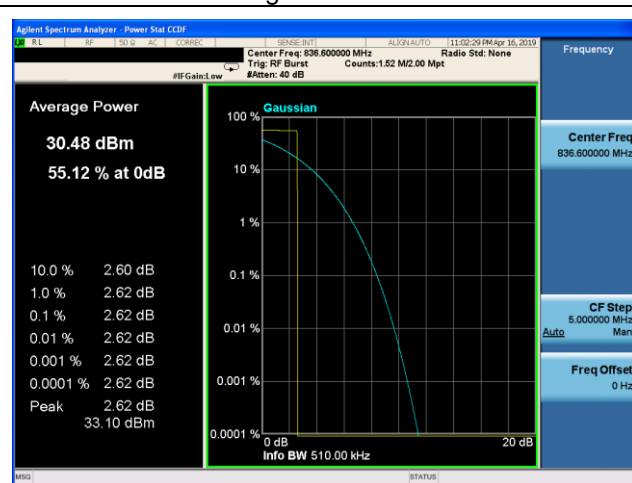 Agilent Spectrum Analyzer - Power Stat CCDF
RL RF 50 Ω AC CORREC SENSE:INT ALIGNAUTO 11:02:29 PM Apr 16, 2019
Center Freq: 836.600000 MHz Radio Std: None
Trig: RF Burst Counts:1.52 M/2.00 Mpt
#IFGain:Low #Atten: 40 dB
Frequency
Average Power
30.48 dBm
55.12 % at 0dB
10.0 % 2.60 dB
1.0 % 2.62 dB
0.1 % 2.62 dB
0.01 % 2.62 dB
0.001 % 2.62 dB
0.0001 % 2.62 dB
Peak 2.62 dB
33.10 dBm
Gaussian
100 %
10 %
1 %
0.1 %
0.01 %
0.001 %
0.0001 %
0 dB 20 dB
Info BW 510.00 kHz
Center Freq
836.600000 MHz
CF Step
5.000000 MHz
Auto Man
Freq Offset
0 Hz
MSG STATUS